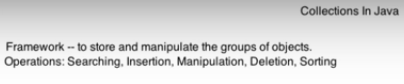 Collections In Java
Framework -- to store and manipulate the groups of objects.
Operations: Searching, Insertion, Manipulation, Deletion, Sorting